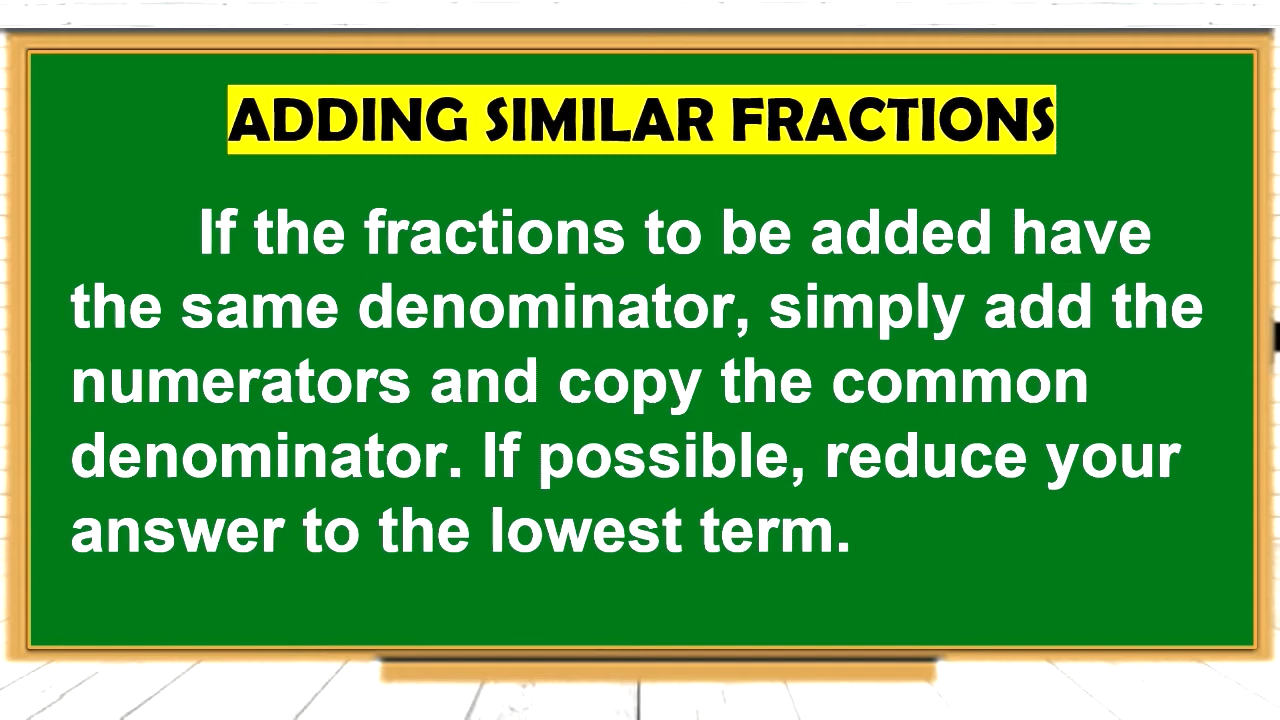 ADDING SIMILAR FRACTIONS
If the fractions to be added have
the same denominator, simply add the
numerators and copy the common
denominator. If possible, reduce your
answer to the lowest term.